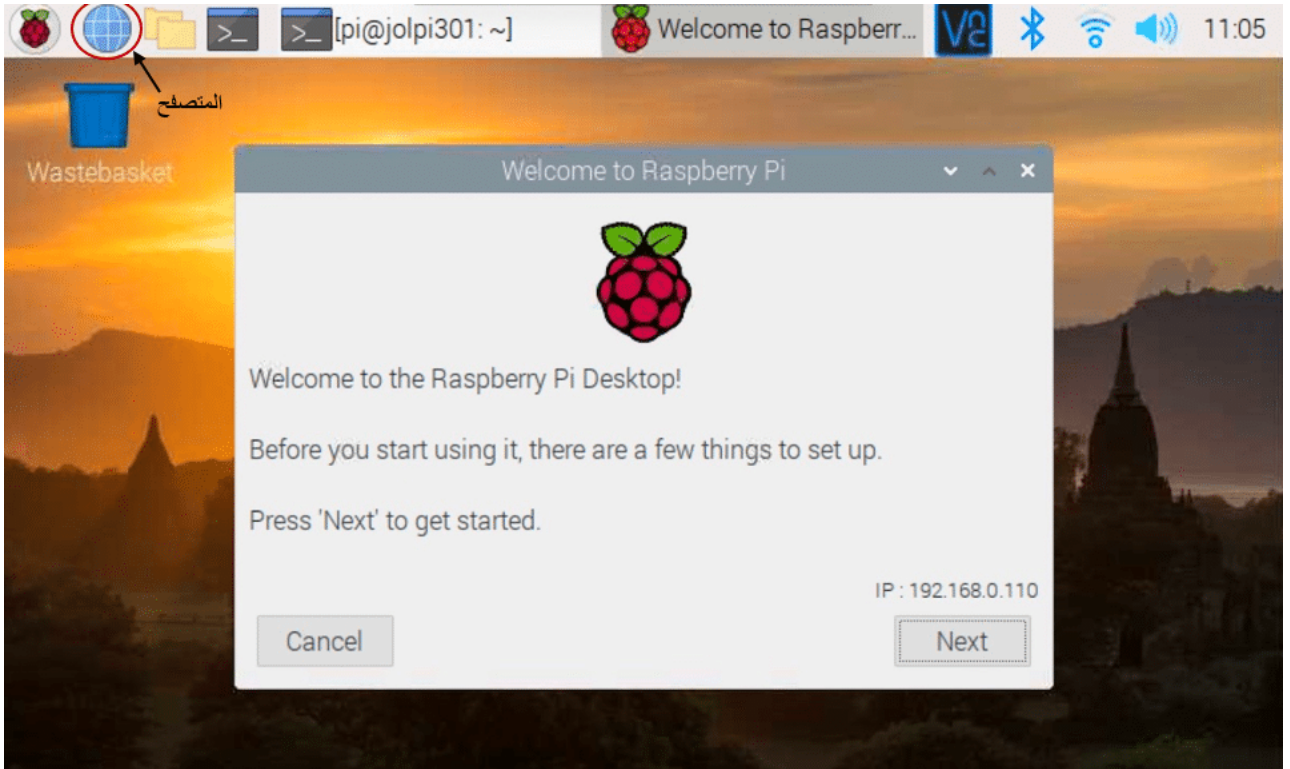 [pi@jolpi301: ~]
Welcome to Raspberr...
11:05
المتصفح
Wastebasket
Welcome to Raspberry Pi
Welcome to the Raspberry Pi Desktop!
Before you start using it, there are a few things to set up.
Press 'Next' to get started.
IP : 192.168.0.110
Cancel
Next